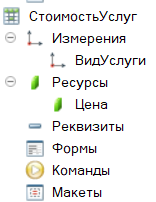 СтоимостьУслуг
Измерения
ВидУслуги
Ресурсы
Цена
Реквизиты
Формы
Команды
Макеты